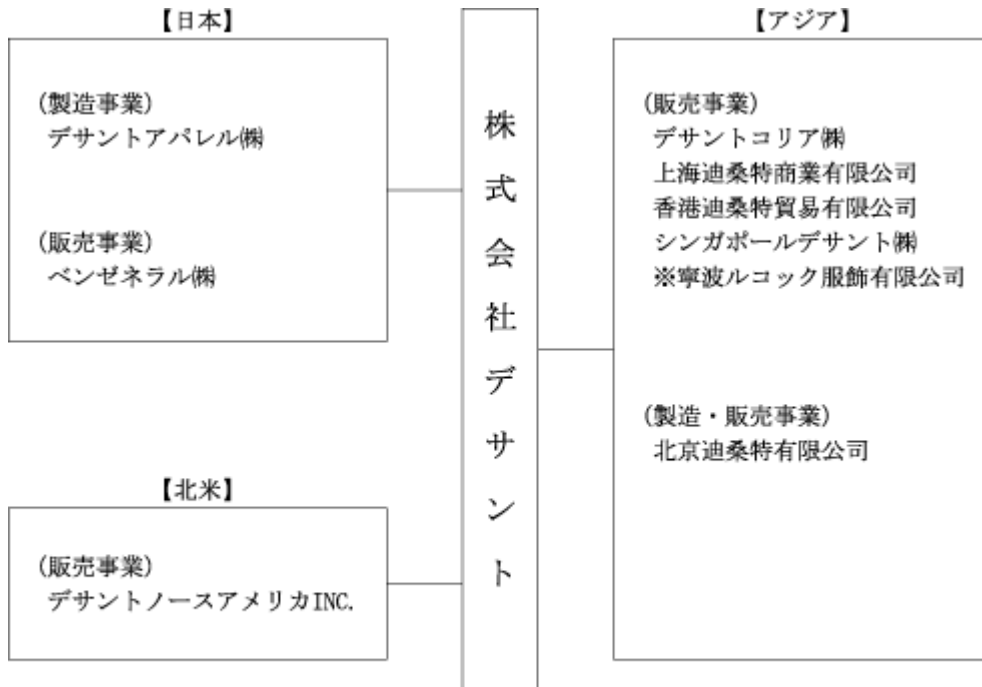 【日本】
(製造事業)
デサントアパレル㈱
(販売事業)
ベンゼネラル㈱
【北米】
(販売事業)
デサントノースアメリカINC.
株式会社デサント
【アジア】
(販売事業)
デサントコリア㈱
上海迪桑特商業有限公司
香港迪桑特貿易有限公司
シンガポールデサント㈱
※寧波ルコック服飾有限公司
(製造・販売事業)
北京迪桑特有限公司